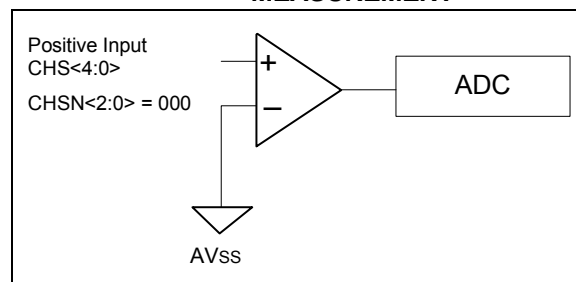 MEASUREMENT
Positive Input
CHS<4:0>
CHSN<2:0> = 000
+
–
ADC
AVSS